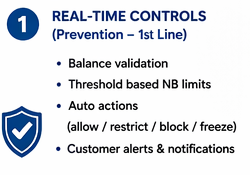 1 REAL-TIME CONTROLS
(Prevention – 1st Line)
• Balance validation
• Threshold based NB limits
• Auto actions
(allow / restrict / block / freeze)
• Customer alerts & notifications